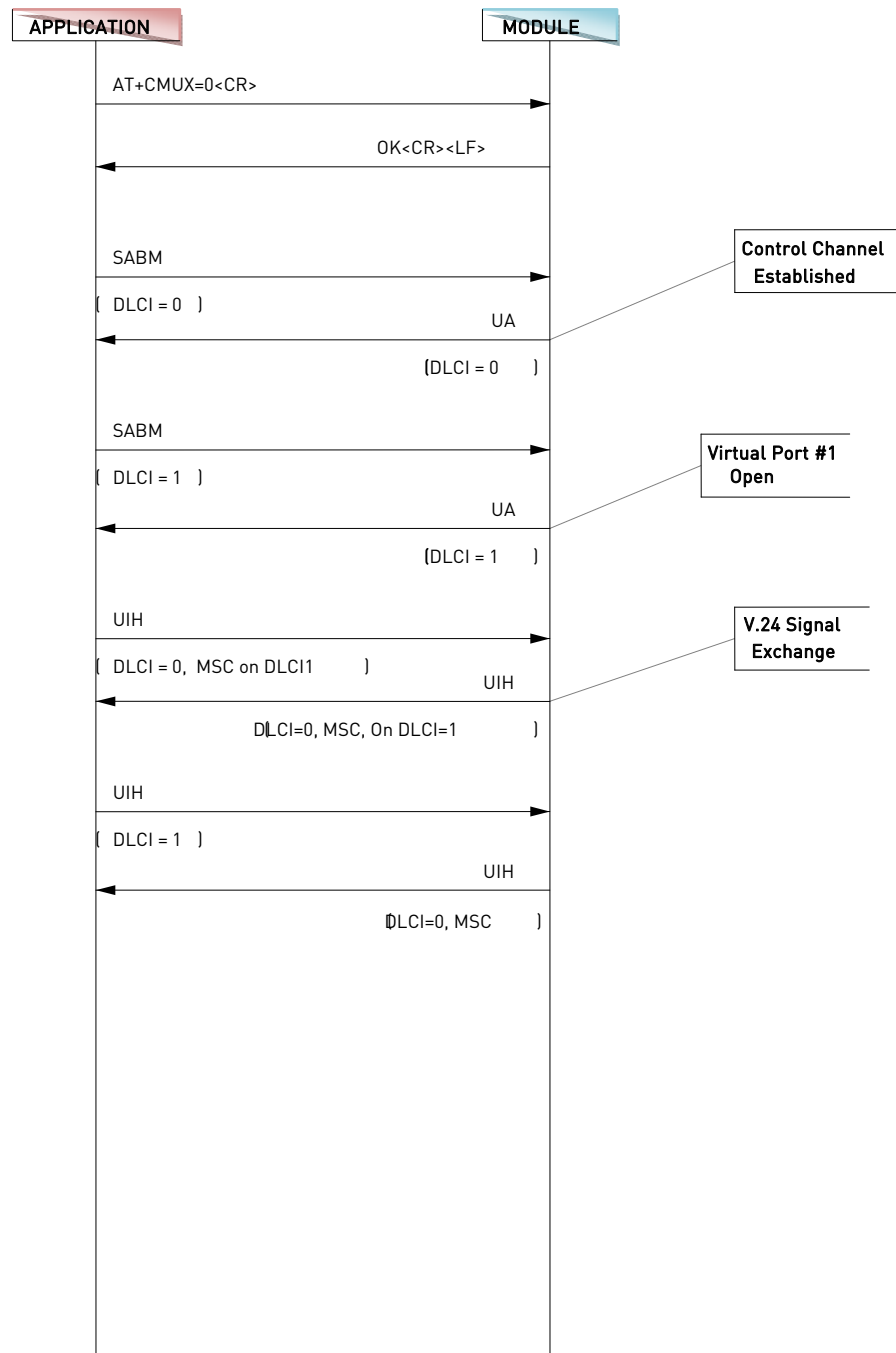 APPLICATION MODULE
AT+CMUX=0<CR>
OK<CR><LF>
SABM
( DLCI = 0 )
UA
(DLCI = 0 )
Control Channel
Established
SABM
( DLCI = 1 )
UA
(DLCI = 1 )
Virtual Port #1
Open
UIH
( DLCI = 0, MSC on DLCI1 )
UIH
(DLCI=0, MSC, On DLCI=1 )
V.24 Signal
Exchange
UIH
( DLCI = 1 )
UIH
(DLCI=0, MSC )